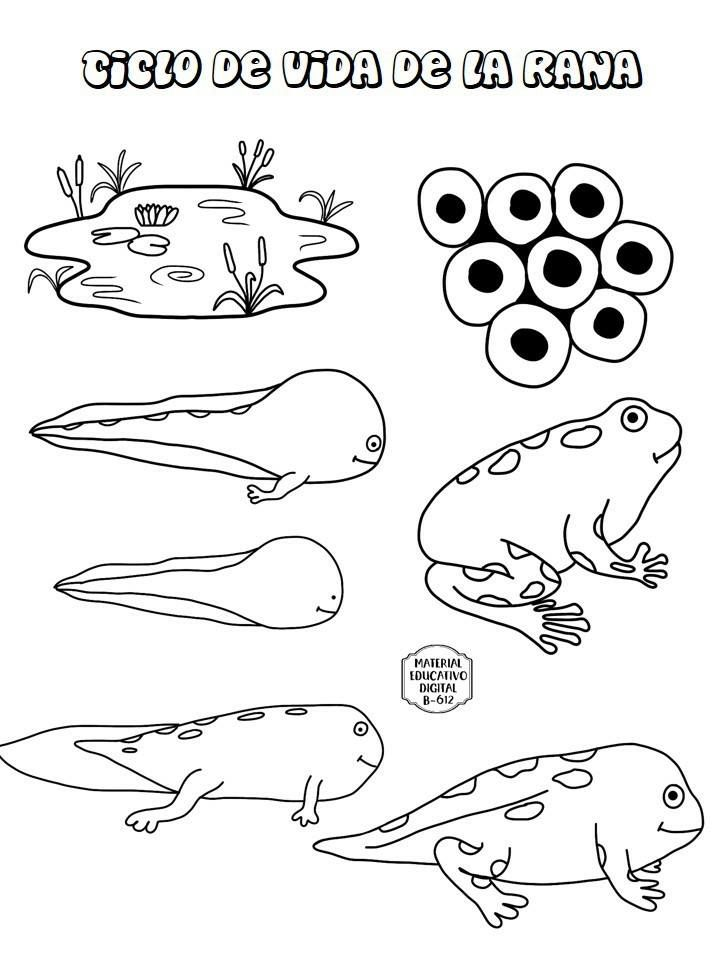 CICLO DE VIDA DE LA RANA
MATERIAL
EDUCATIVO
DIGITAL
B-612